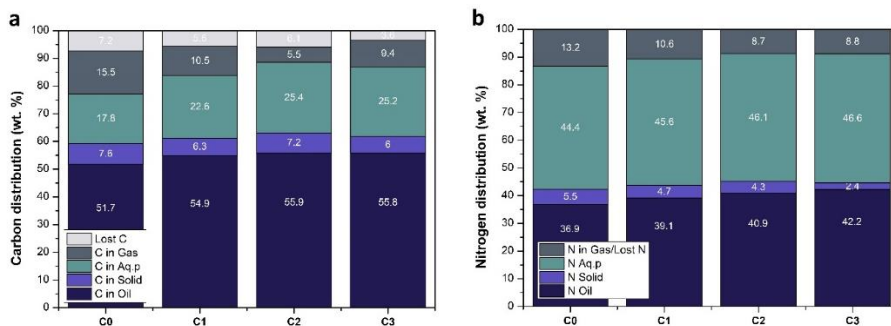 a
Carbon distribution (wt. %)
100
90
80
70
60
50
40
30
20
10
0
7.2 6.1 3.6
15.5 10.5 5.5 9.4
17.8 22.6 25.4 25.2
7.6 6.3 7.2 6
51.7 54.9 55.9 55.8
Lost C
C in Gas
C in Aq.p
C in Solid
C in Oil
C0 C1 C2 C3
b
Nitrogen distribution (wt. %)
100
90
80
70
60
50
40
30
20
10
0
13.2 10.6 8.7 8.8
44.4 45.6 46.1 46.6
5.5 4.7 4.3 2.4
36.9 39.1 40.9 42.2
N in Gas/Lost N
N Aq.p
N Solid
N Oil
C0 C1 C2 C3